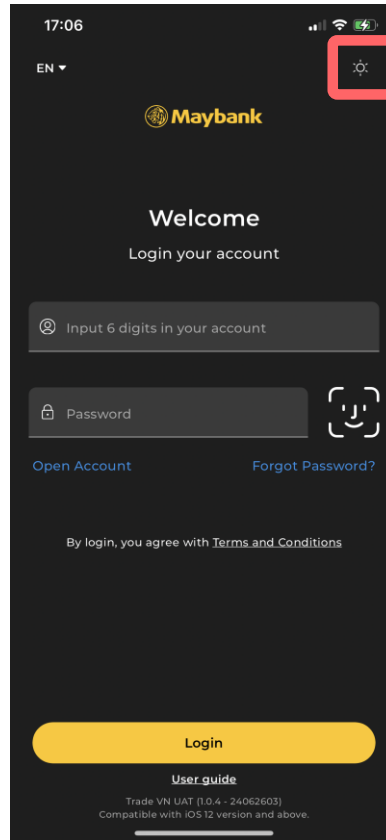 17:06
EN
Maybank
Welcome
Login your account
Input 6 digits in your account
Password
Open Account
Forgot Password?
By login, you agree with Terms and Conditions
Login
User guide
Trade VN UAT (1.0.4 - 24062603)
Compatible with iOS 12 version and above.